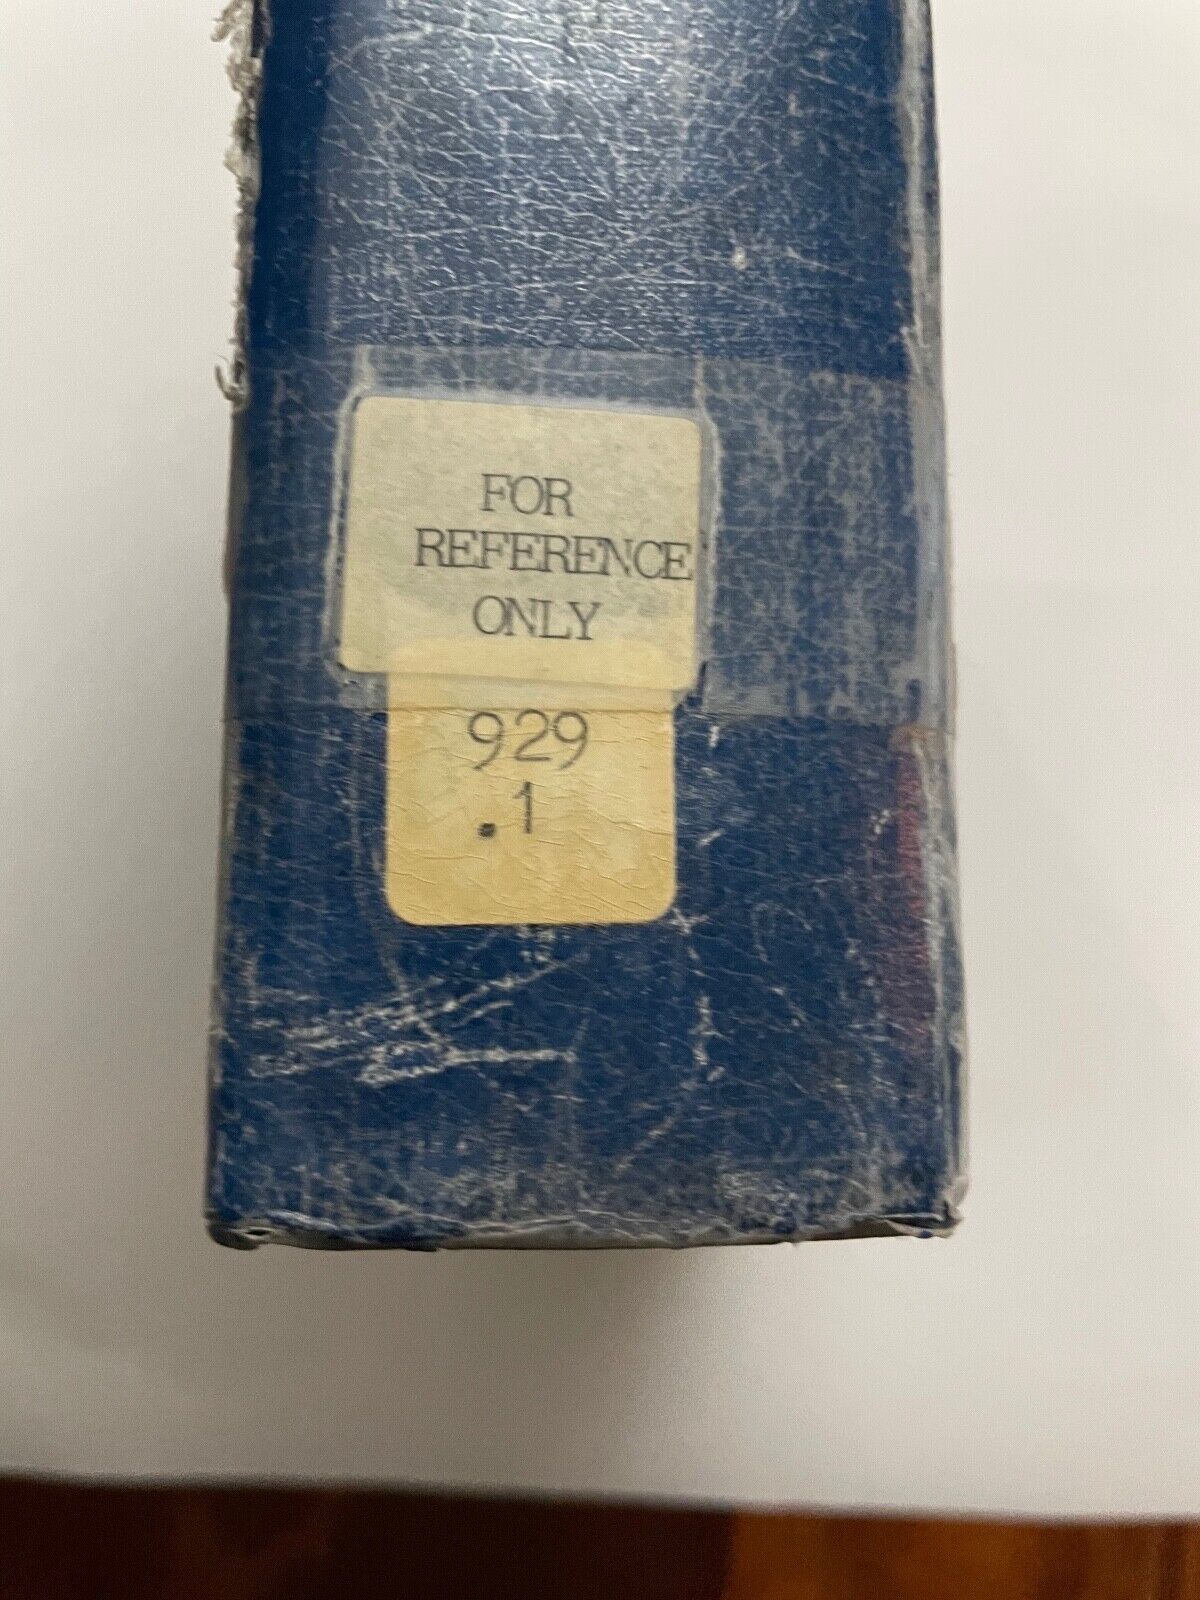 FOR
REFERENCE
ONLY
929
.1